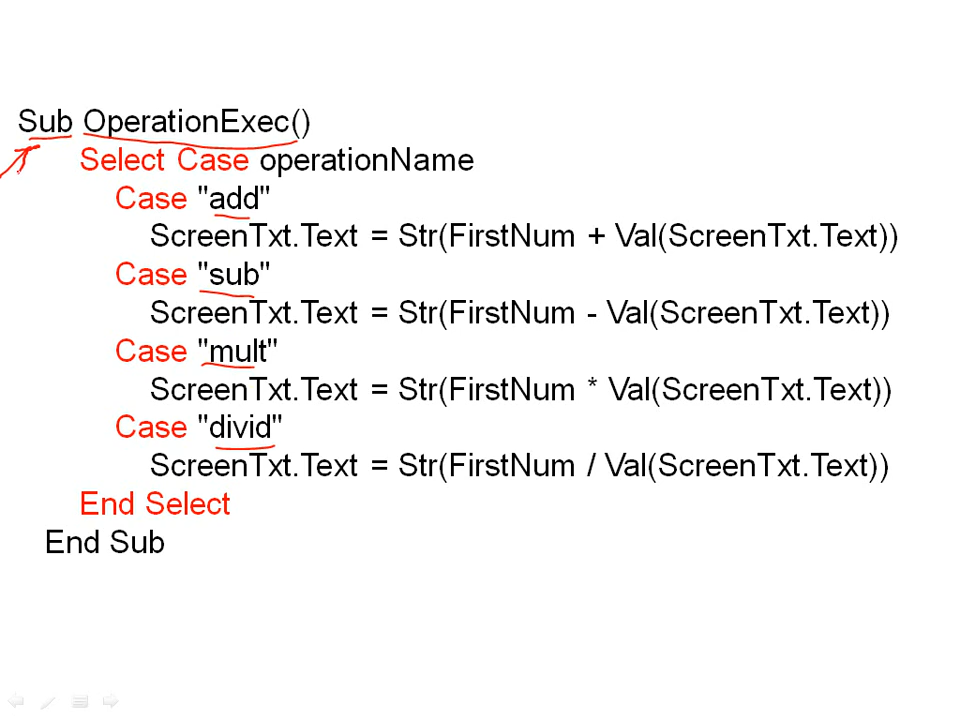 Sub OperationExec()
Select Case operationName
Case "add"
ScreenTxt.Text = Str(FirstNum + Val(ScreenTxt.Text))
Case "sub"
ScreenTxt.Text = Str(FirstNum - Val(ScreenTxt.Text))
Case "mult"
ScreenTxt.Text = Str(FirstNum * Val(ScreenTxt.Text))
Case "divid"
ScreenTxt.Text = Str(FirstNum / Val(ScreenTxt.Text))
End Select
End Sub